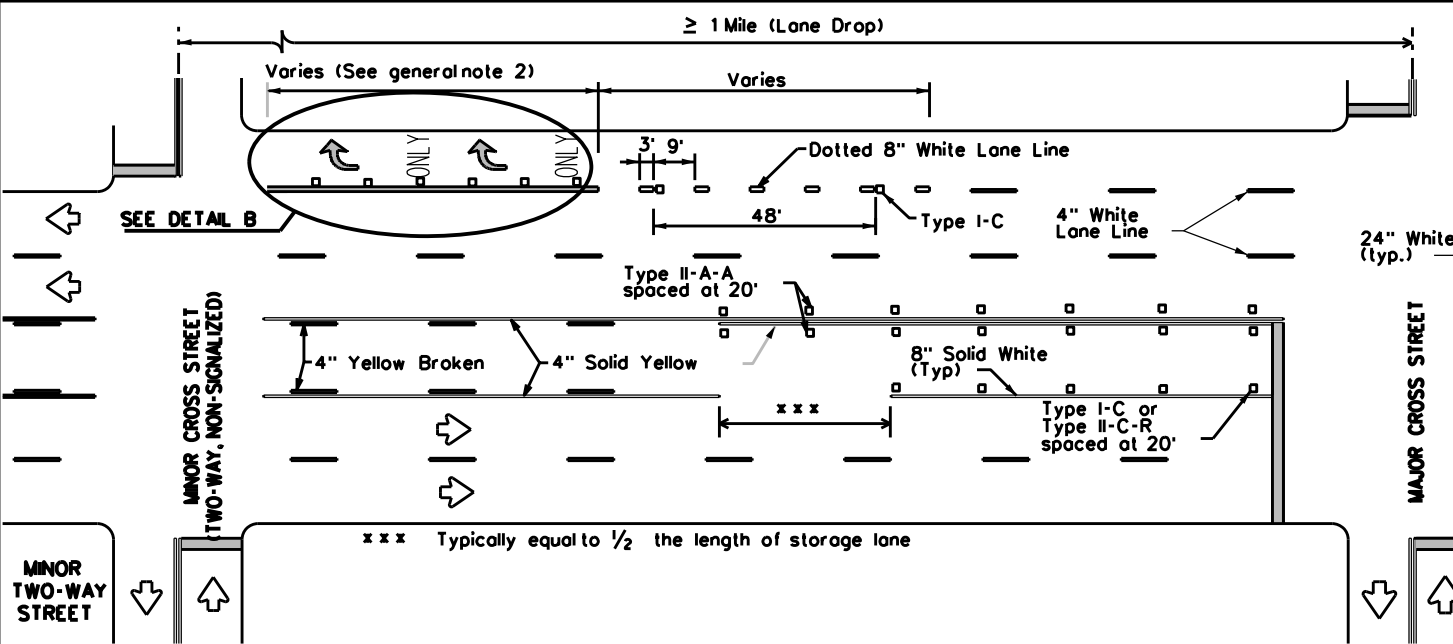 ≥ 1 Mile (Lane Drop)
Varies (See general note 2)
Varies
ONLY
ONLY
3' 9'
Dotted 8" White Lane Line
48'
Type I-C
4" White
Lane Line
24" White
(typ.)
SEE DETAIL B
Type II-A-A
spaced at 20'
4" Yellow Broken
4" Solid Yellow
8" Solid White
(Typ)
x x x
Type I-C or
Type II-C-R
spaced at 20'
MINOR CROSS STREET
(TWO-WAY, NON-SIGNALIZED)
MAJOR CROSS STREET
x x x Typically equal to 1/2 the length of storage lane
MINOR
TWO-WAY
STREET